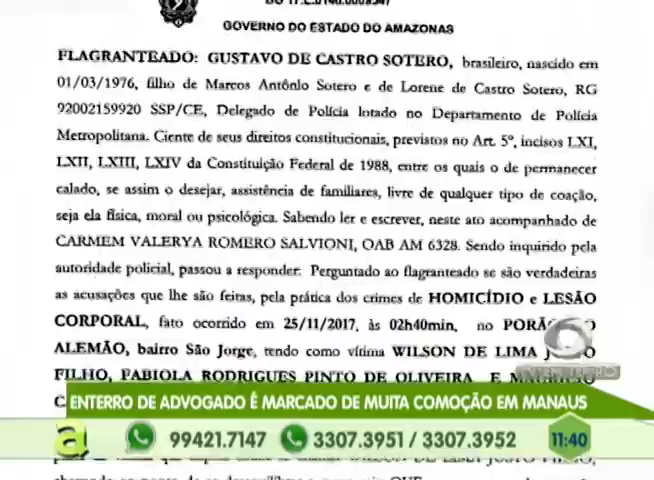 GOVERNO DO ESTADO DO AMAZONAS
FLAGRANTEADO: GUSTAVO DE CASTRO SOTERO, brasileiro, nascido em
01/03/1976, filho de Marcos Antônio Sotero e de Lorene de Castro Sotero, RG
92002159920 SSP/CE, Delegado de Polícia lotado no Departamento de Polícia
Metropolitana. Ciente de seus direitos constitucionais, previstos no Art. 5º, incisos LXI,
LXII, LXIII, LXIV da Constituição Federal de 1988, entre os quais o de permanecer
calado, se assim o desejar, assistência de familiares, livre de qualquer tipo de coação,
seja ela física, moral ou psicológica. Sabendo ler e escrever, neste ato acompanhado de
CARMEM VALERYA ROMERO SALVIONI, OAB AM 6328. Sendo inquirido pela
autoridade policial, passou a responder: Perguntado ao flagranteado se são verdadeiras
as acusações que lhe são feitas, pela prática dos crimes de HOMICÍDIO e LESÃO
CORPORAL, fato ocorrido em 25/11/2017, às 02h40min, no
ALEMÃO, bairro São Jorge, tendo como vítima WILSON DE LIMA
FILHO, FABIOLA RODRIGUES PINTO DE OLIVEIRA E
ENTERRO DE ADVOGADO É MARCADO DE MUITA COMOÇÃO EM MANAUS
a 99421.7147 3307.3951 / 3307.3952 11:40